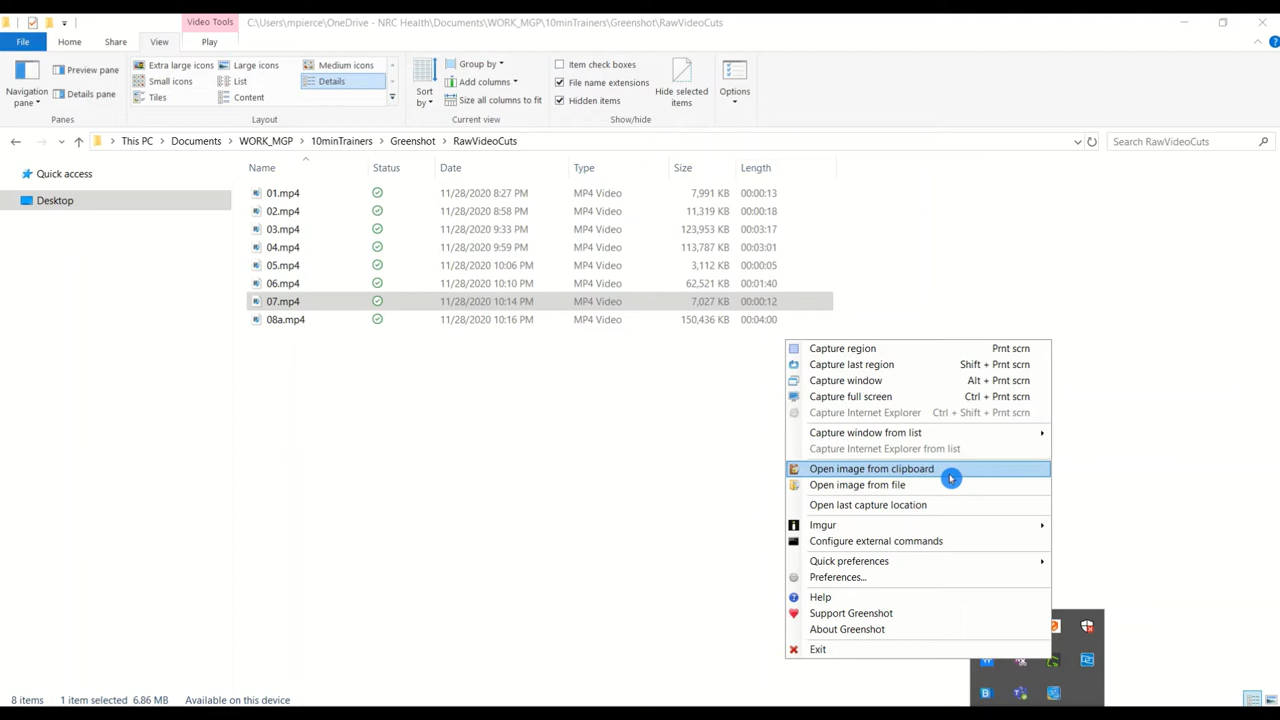 Video Tools
C:\Users\mpierce\OneDrive - NRC Health\Documents\WORK_MGP\10minTrainers\Greenshot\RawVideoCuts
File Home Share View Play
Navigation pane
Preview pane
Details pane
Panes
Extra large icons Large icons Medium icons
Small icons List Details
Tiles Content
Layout
Sort by
Group by
Add columns
Size all columns to fit
Current view
Item check boxes
File name extensions
Hidden items
Hide selected items
Show/hide
Options
This PC Documents WORK_MGP 10minTrainers Greenshot RawVideoCuts
Search RawVideoCuts
Quick access
Desktop
Name Status Date Type Size Length
01.mp4 11/28/2020 8:27 PM MP4 Video 7,991 KB 00:00:13
02.mp4 11/28/2020 8:58 PM MP4 Video 11,319 KB 00:00:18
03.mp4 11/28/2020 9:33 PM MP4 Video 123,953 KB 00:03:17
04.mp4 11/28/2020 9:59 PM MP4 Video 113,787 KB 00:03:01
05.mp4 11/28/2020 10:06 PM MP4 Video 3,112 KB 00:00:05
06.mp4 11/28/2020 10:10 PM MP4 Video 62,521 KB 00:01:40
07.mp4 11/28/2020 10:14 PM MP4 Video 7,027 KB 00:00:12
08a.mp4 11/28/2020 10:16 PM MP4 Video 150,436 KB 00:04:00
Capture region Prnt scrn
Capture last region Shift + Prnt scrn
Capture window Alt + Prnt scrn
Capture full screen Ctrl + Prnt scrn
Capture Internet Explorer Ctrl + Shift + Prnt scrn
Capture window from list
Capture Internet Explorer from list
Open image from clipboard
Open image from file
Open last capture location
Imgur
Configure external commands
Quick preferences
Preferences...
Help
Support Greenshot
About Greenshot
Exit
8 items 1 item selected 6.86 MB Available on this device